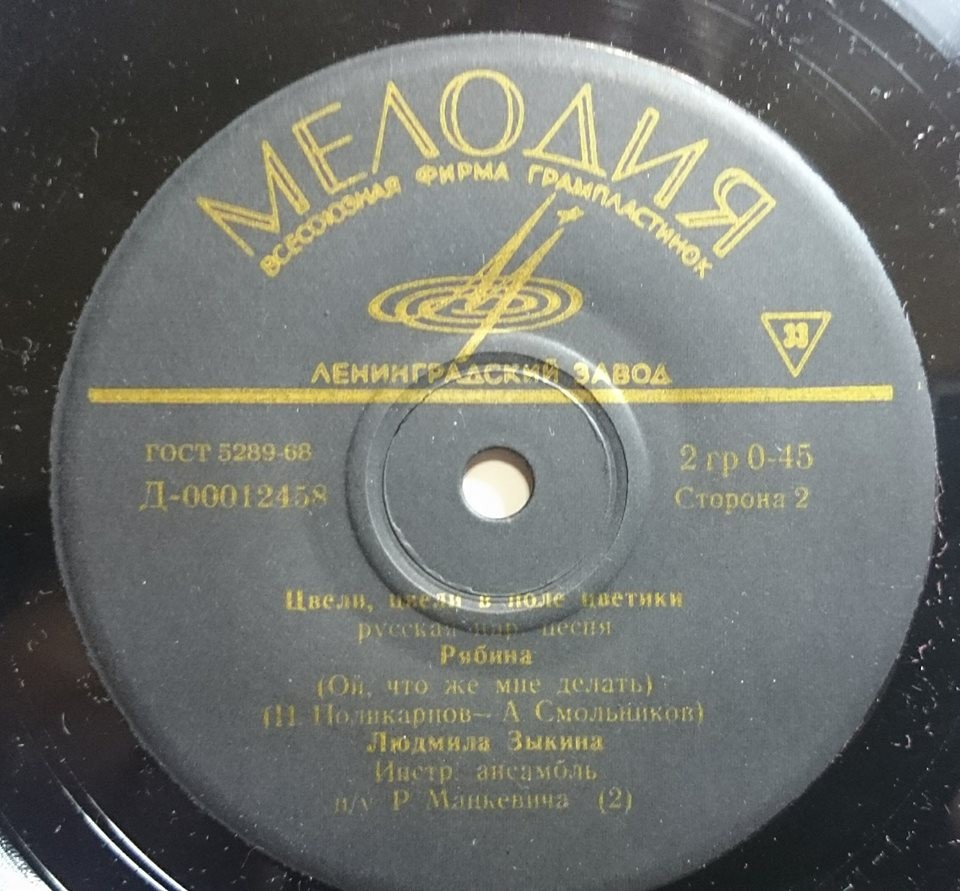 МЕЛОДИЯ
ВСЕСОЮЗНАЯ ФИРМА ГРАМПЛАСТИНОК
33
ЛЕНИНГРАДСКИЙ ЗАВОД
ГОСТ 5289-68
2 гр 0-45
Д-00012458
Сторона 2
Цвели, цвели в поле цветики
русская нар. песня
Рябина
(Ой, что же мне делать)
(Н. Поликарпов — А. Смольников)
Людмила Зыкина
Инстр. ансамбль
п/у Р. Манкевича (2)